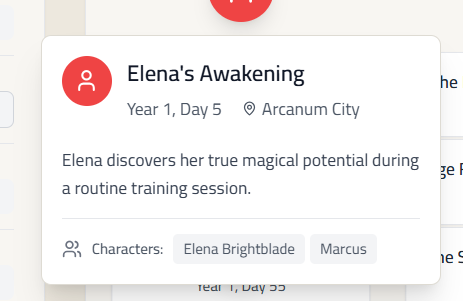 Elena's Awakening
he
Year 1, Day 5 Arcanum City
Elena discovers her true magical potential during
a routine training session.
Characters: Elena Brightblade Marcus
Year 1, Day 55